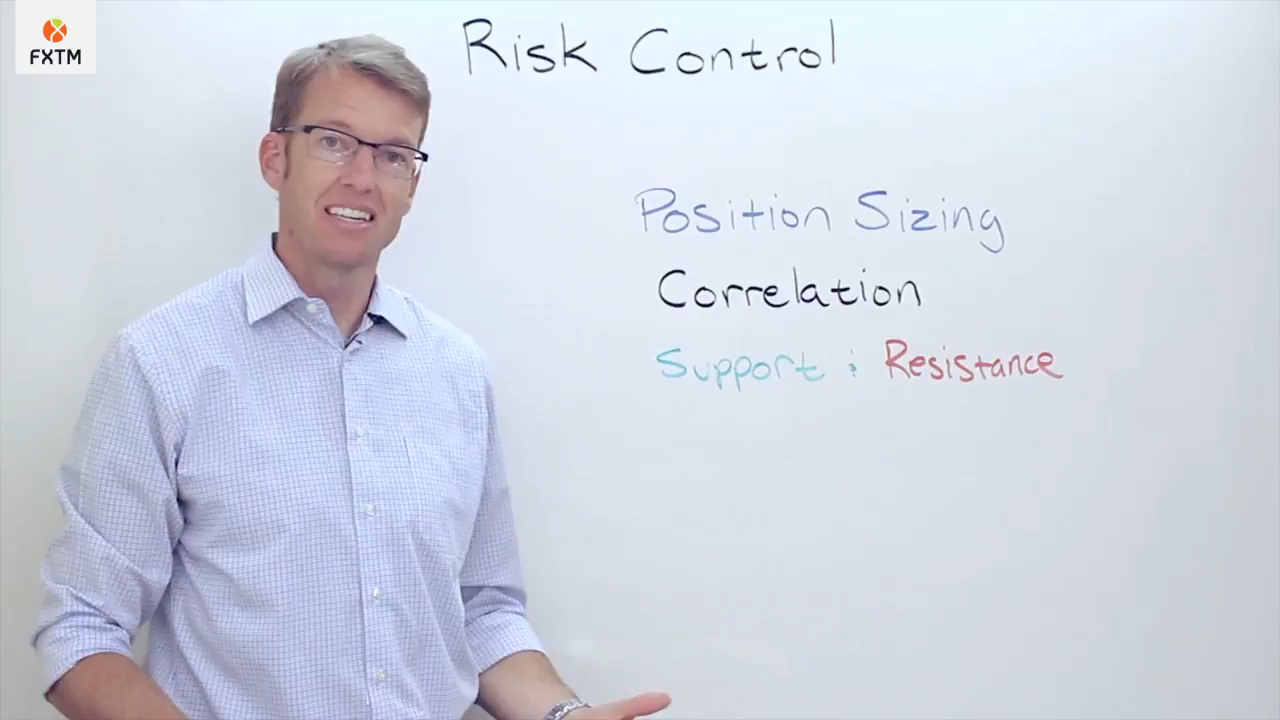 FXTM
Risk Control
Position Sizing
Correlation
Support & Resistance